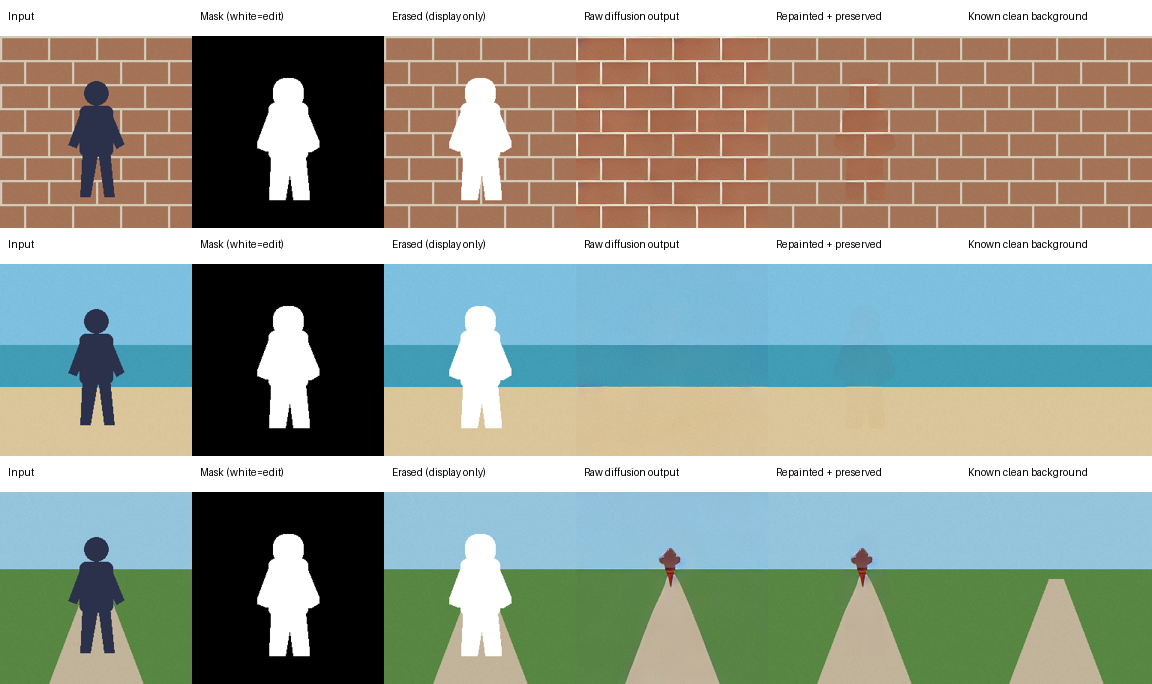 Input Mask (white=edit) Erased (display only) Raw diffusion output Repainted + preserved Known clean background
Input Mask (white=edit) Erased (display only) Raw diffusion output Repainted + preserved Known clean background
Input Mask (white=edit) Erased (display only) Raw diffusion output Repainted + preserved Known clean background